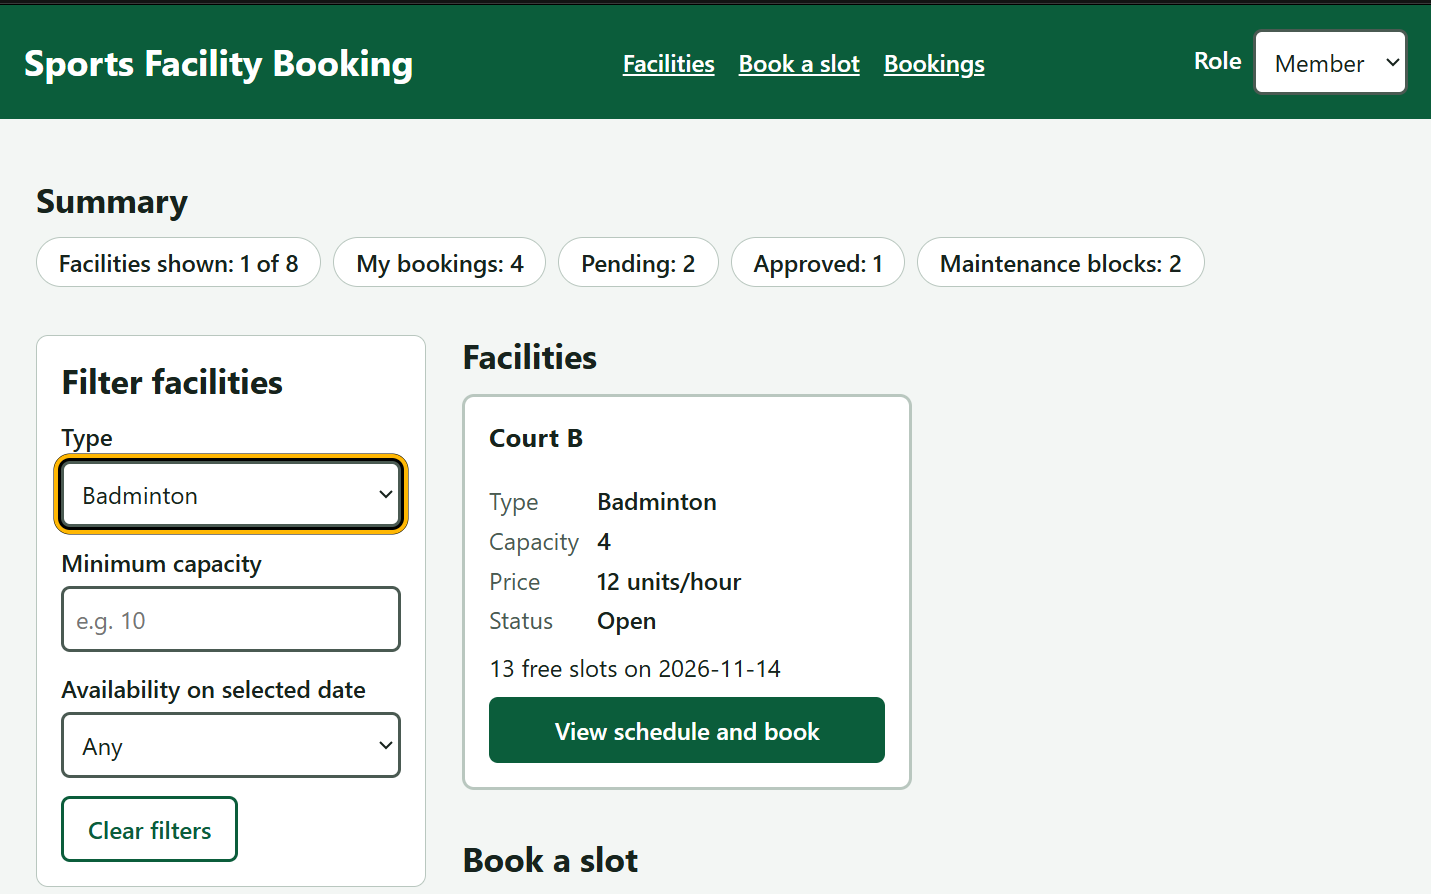 Sports Facility Booking
Facilities Book a slot Bookings
Role Member
Summary
Facilities shown: 1 of 8 My bookings: 4 Pending: 2 Approved: 1 Maintenance blocks: 2
Filter facilities
Type
Badminton
Minimum capacity
e.g. 10
Availability on selected date
Any
Clear filters
Facilities
Court B
Type Badminton
Capacity 4
Price 12 units/hour
Status Open
13 free slots on 2026-11-14
View schedule and book
Book a slot